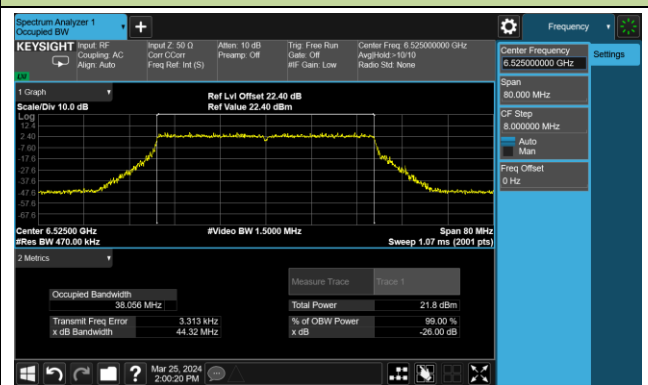 Spectrum Analyzer 1
Occupied BW
Frequency
KEYSIGHT
Input: RF
Coupling: AC
Align: Auto
Input Z: 50 Ω
Corr CCorr
Freq Ref: Int (S)
Atten: 10 dB
Preamp: Off
Trig: Free Run
Gate: Off
#IF Gain: Low
Center Freq: 6.525000000 GHz
Avg|Hold:>10/10
Radio Std: None
1 Graph
Scale/Div 10.0 dB
Ref Lvl Offset 22.40 dB
Ref Value 22.40 dBm
Log
12.4
2.40
-7.60
-17.6
-27.6
-37.6
-47.6
-57.6
-67.6
Center 6.52500 GHz
#Res BW 470.00 kHz
#Video BW 1.5000 MHz
Span 80 MHz
Sweep 1.07 ms (2001 pts)
2 Metrics
Measure Trace
Trace 1
Occupied Bandwidth
38.056 MHz
Total Power
21.8 dBm
Transmit Freq Error
3.313 kHz
% of OBW Power
99.00 %
x dB Bandwidth
44.32 MHz
x dB
-26.00 dB
Center Frequency
6.525000000 GHz
Settings
Span
80.000 MHz
CF Step
8.000000 MHz
Auto
Man
Freq Offset
0 Hz
?
Mar 25, 2024
2:00:20 PM